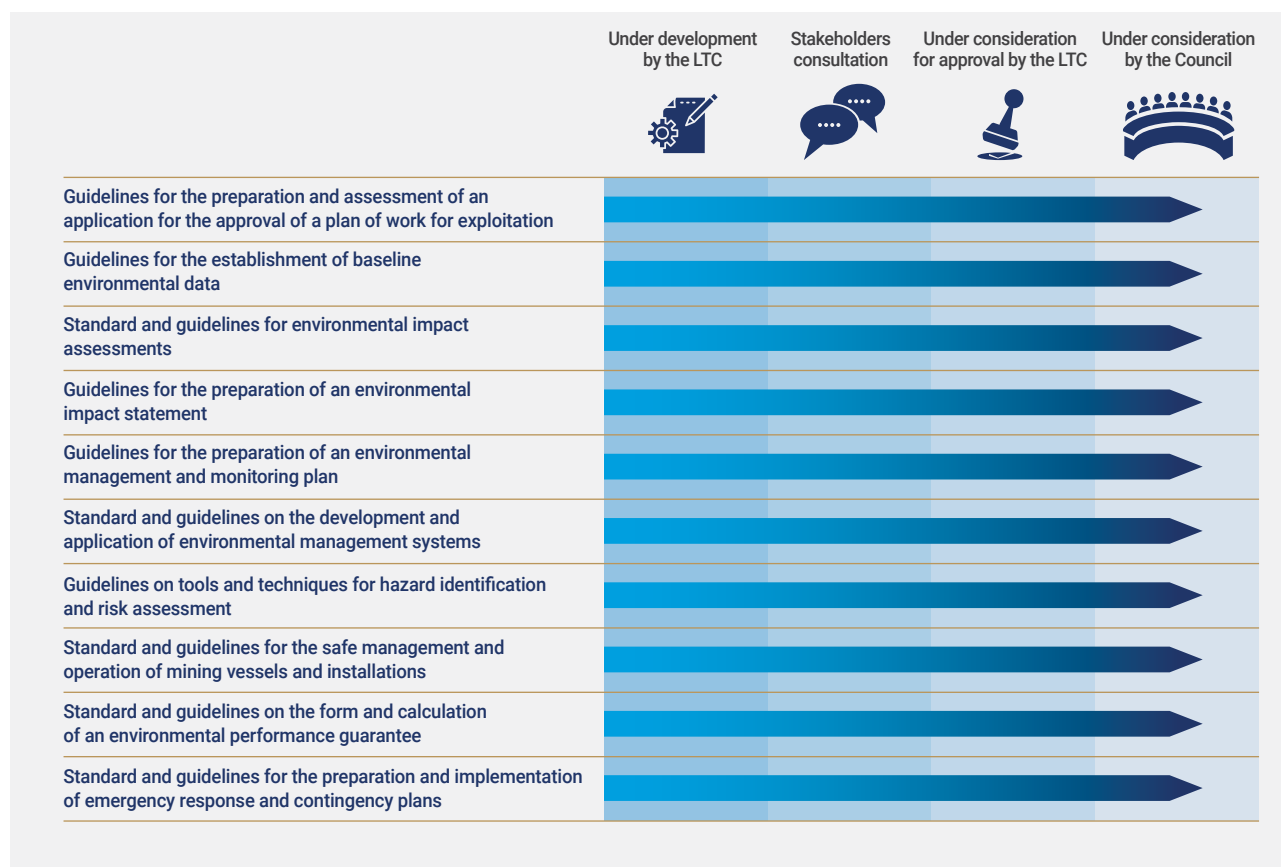 Under development
by the LTC
Stakeholders
consultation
Under consideration
for approval by the LTC
Under consideration
by the Council
Guidelines for the preparation and assessment of an
application for the approval of a plan of work for exploitation
Guidelines for the establishment of baseline
environmental data
Standard and guidelines for environmental impact
assessments
Guidelines for the preparation of an environmental
impact statement
Guidelines for the preparation of an environmental
management and monitoring plan
Standard and guidelines on the development and
application of environmental management systems
Guidelines on tools and techniques for hazard identification
and risk assessment
Standard and guidelines for the safe management and
operation of mining vessels and installations
Standard and guidelines on the form and calculation
of an environmental performance guarantee
Standard and guidelines for the preparation and implementation
of emergency response and contingency plans